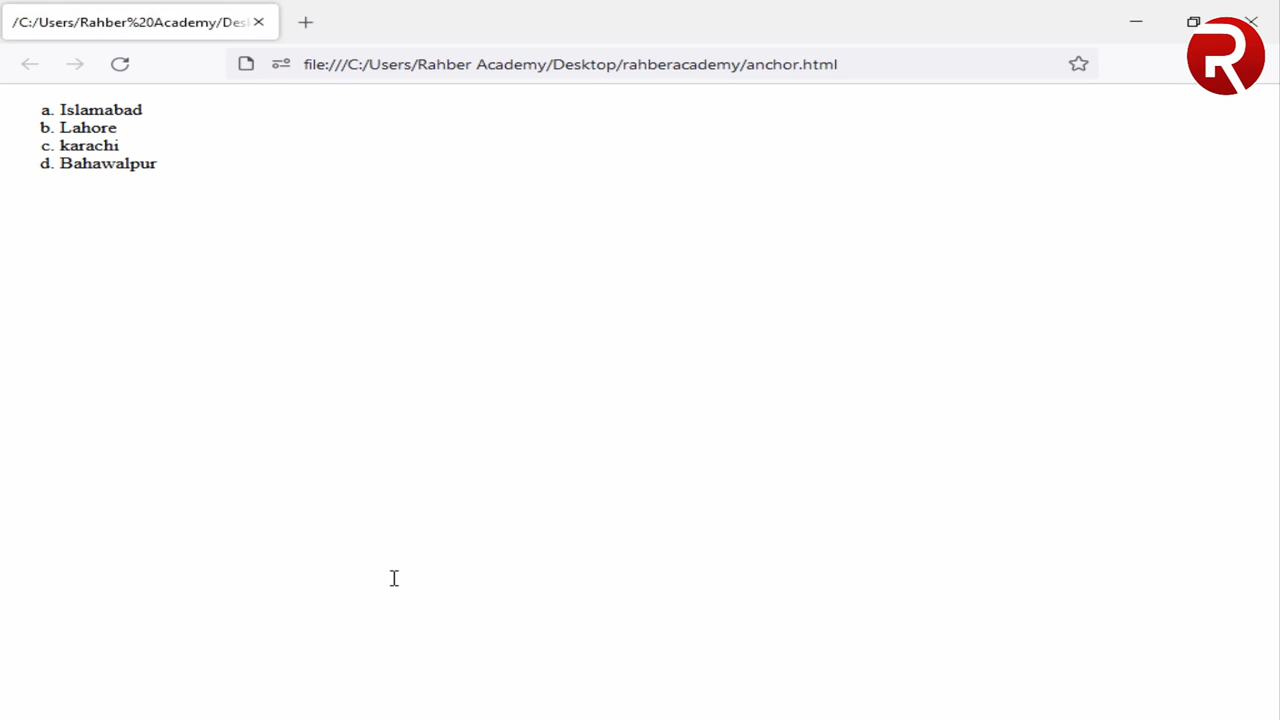 /C:/Users/Rahber%20Academy/Des
file:///C:/Users/Rahber Academy/Desktop/rahberacademy/anchor.html
R
a. Islamabad
b. Lahore
c. karachi
d. Bahawalpur